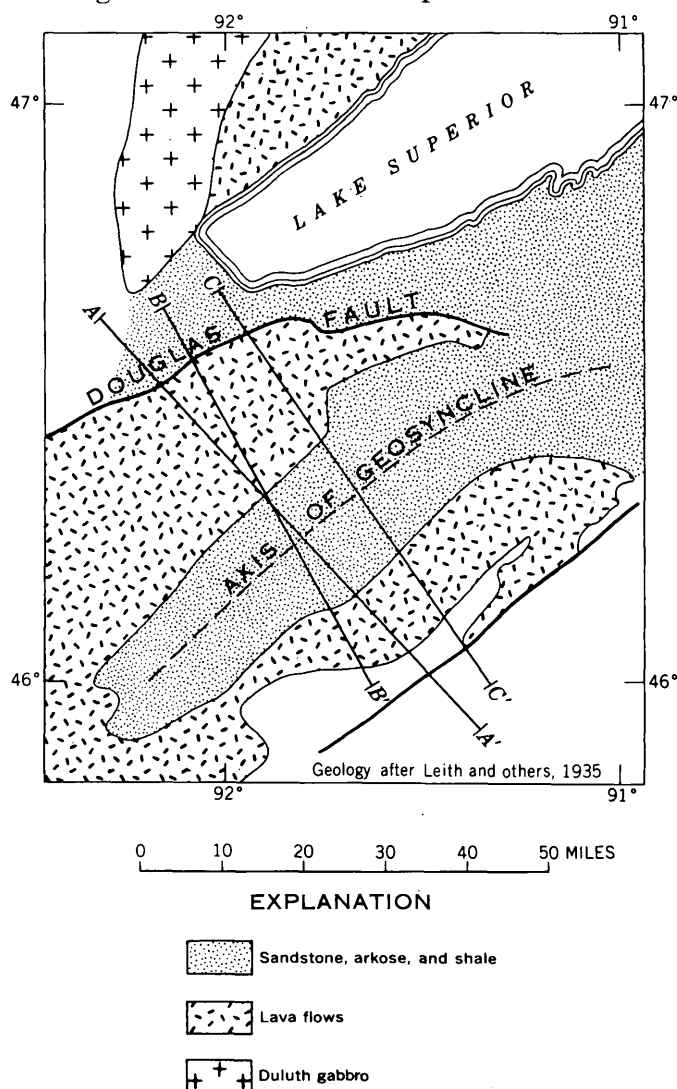 92°
91°
47°
47°
LAKE SUPERIOR
A
B
C
DOUGLAS FAULT
AXIS OF GEOSYNCLINE
46°
46°
B'
C'
A'
Geology after Leith and others, 1935
92°
91°
0 10 20 30 40 50 MILES
EXPLANATION
Sandstone, arkose, and shale
Lava flows
Duluth gabbro